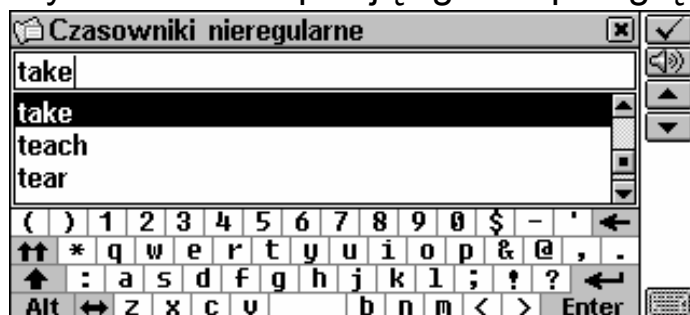 Czasowniki nieregularne
take
take
teach
tear
( ) 1 2 3 4 5 6 7 8 9 0 $ - '
* q w e r t y u i o p & @ , .
: a s d f g h j k l ; ! ?
Alt z x c v b n m < > Enter